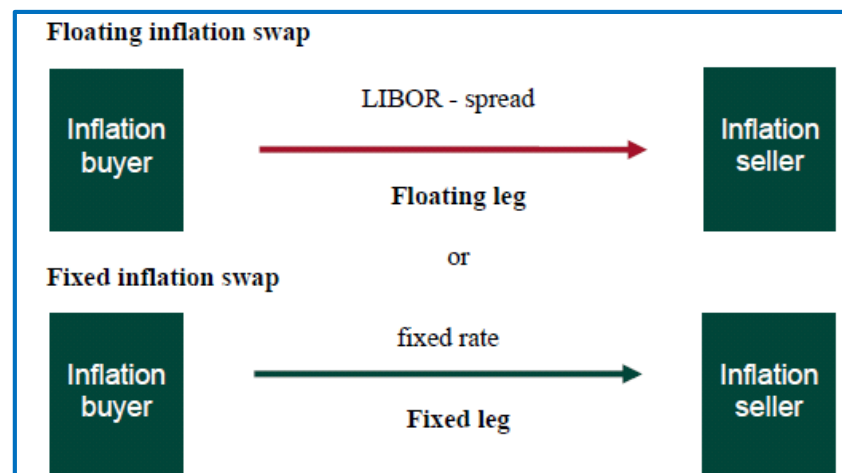 Floating inflation swap
Inflation
buyer
LIBOR - spread
Floating leg
Inflation
seller
or
Fixed inflation swap
Inflation
buyer
fixed rate
Fixed leg
Inflation
seller